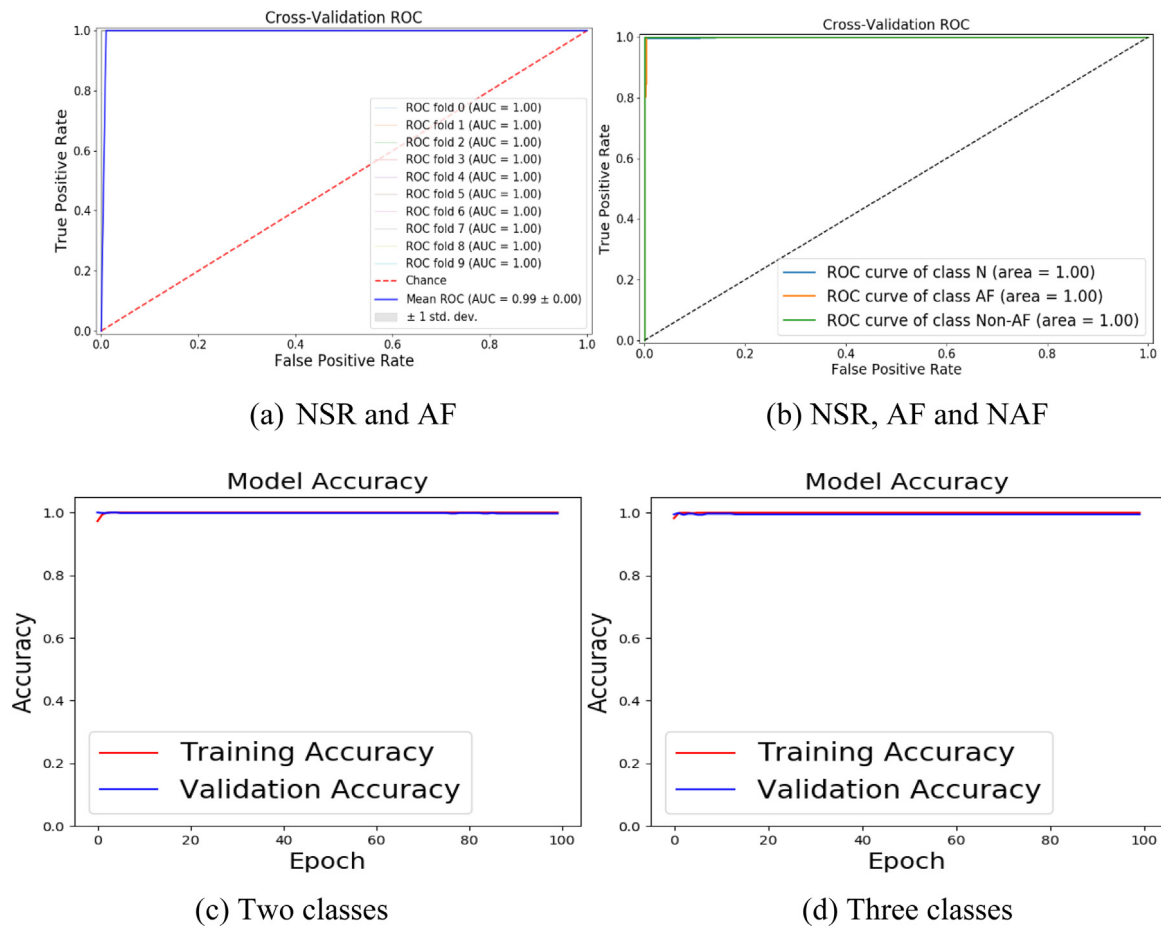 Cross-Validation ROC
True Positive Rate
1.0
0.8
0.6
0.4
0.2
0.0
ROC fold 0 (AUC = 1.00)
ROC fold 1 (AUC = 1.00)
ROC fold 2 (AUC = 1.00)
ROC fold 3 (AUC = 1.00)
ROC fold 4 (AUC = 1.00)
ROC fold 5 (AUC = 1.00)
ROC fold 6 (AUC = 1.00)
ROC fold 7 (AUC = 1.00)
ROC fold 8 (AUC = 1.00)
ROC fold 9 (AUC = 1.00)
Chance
Mean ROC (AUC = 0.99 ± 0.00)
± 1 std. dev.
0.0 0.2 0.4 0.6 0.8 1.0
False Positive Rate
(a) NSR and AF
Cross-Validation ROC
True Positive Rate
1.0
0.8
0.6
0.4
0.2
0.0
ROC curve of class N (area = 1.00)
ROC curve of class AF (area = 1.00)
ROC curve of class Non-AF (area = 1.00)
0.0 0.2 0.4 0.6 0.8 1.0
False Positive Rate
(b) NSR, AF and NAF
Model Accuracy
Accuracy
1.0
0.8
0.6
0.4
0.2
0.0
Training Accuracy
Validation Accuracy
0 20 40 60 80 100
Epoch
(c) Two classes
Model Accuracy
Accuracy
1.0
0.8
0.6
0.4
0.2
0.0
Training Accuracy
Validation Accuracy
0 20 40 60 80 100
Epoch
(d) Three classes